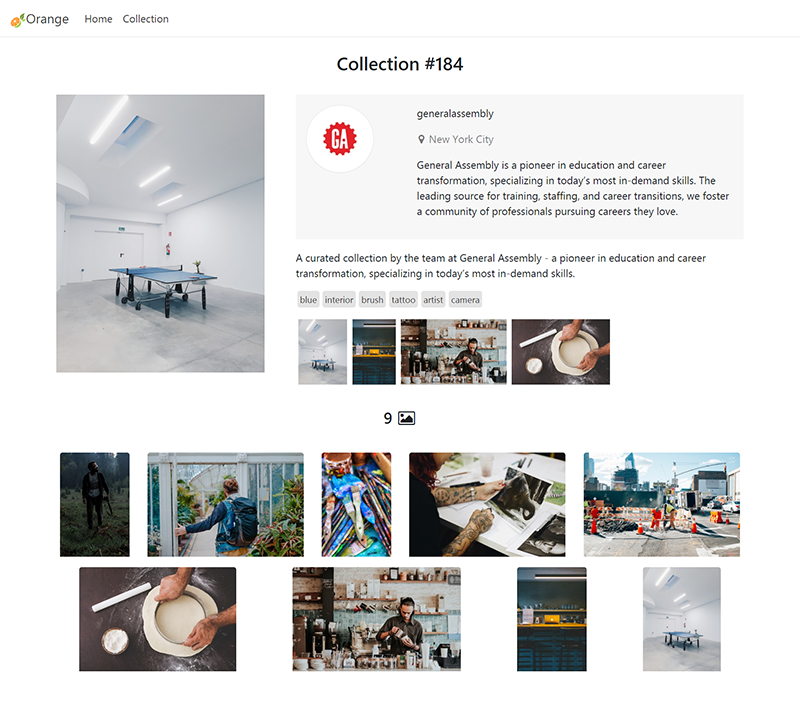 Orange Home Collection
Collection #184
GA
generalassembly
New York City
General Assembly is a pioneer in education and career
transformation, specializing in today's most in-demand skills. The
leading source for training, staffing, and career transitions, we foster
a community of professionals pursuing careers they love.
A curated collection by the team at General Assembly - a pioneer in education and career
transformation, specializing in today's most in-demand skills.
blue interior brush tattoo artist camera
9